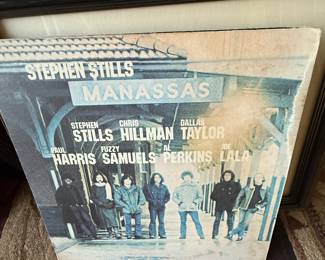 STEPHEN STILLS
MANASSAS
STEPHEN STILLS CHRIS HILLMAN DALLAS TAYLOR
PAUL HARRIS FUZZY SAMUELS AL PERKINS JOE LALA